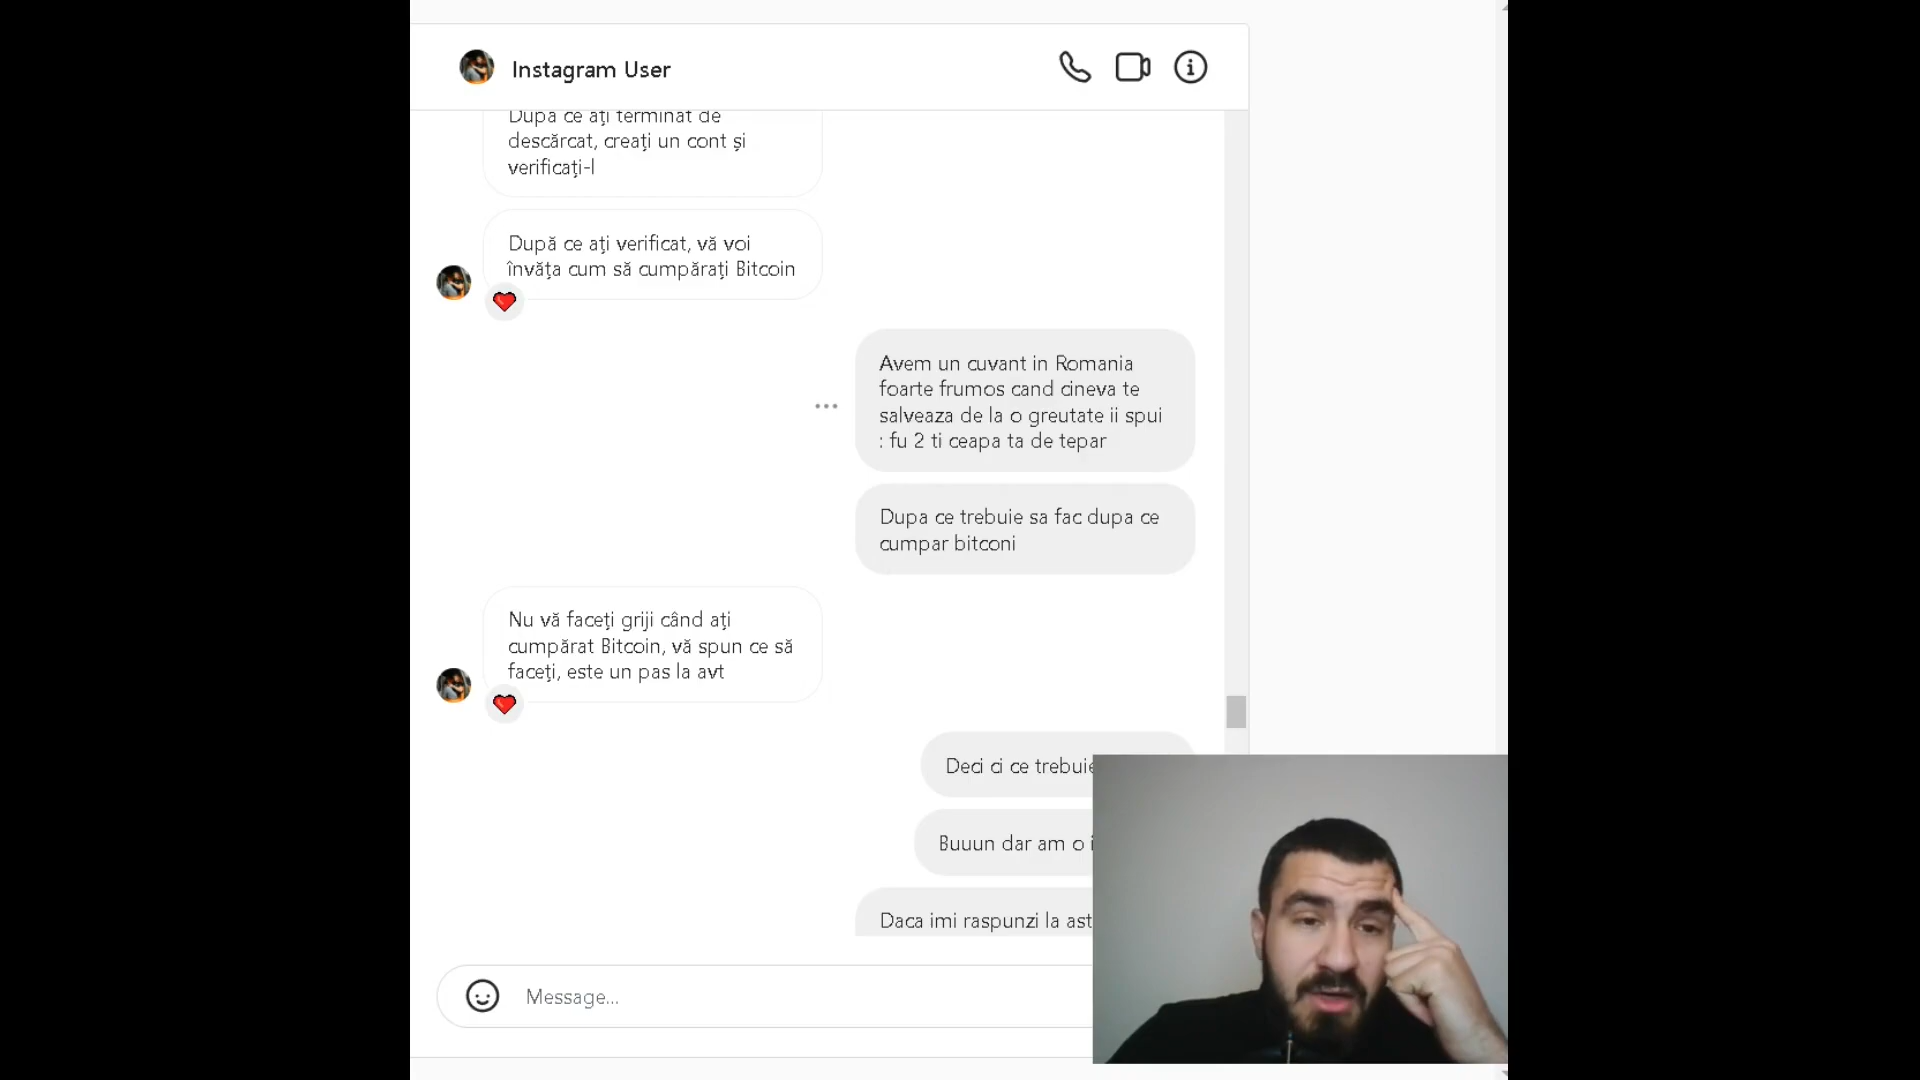 Instagram User
După ce ați terminat de
descărcat, creați un cont și
verificați-l
După ce ați verificat, vă voi
învăța cum să cumpărați Bitcoin
Avem un cuvant in Romania
foarte frumos cand cineva te
salveaza de la o greutate ii spui
: fu 2 ti ceapa ta de tepar
Dupa ce trebuie sa fac dupa ce
cumpar bitconi
Nu vă faceți griji când ați
cumpărat Bitcoin, vă spun ce să
faceți, este un pas la avt
Deci ci ce trebuie
Buuun dar am o
Daca imi raspunzi la
Message...